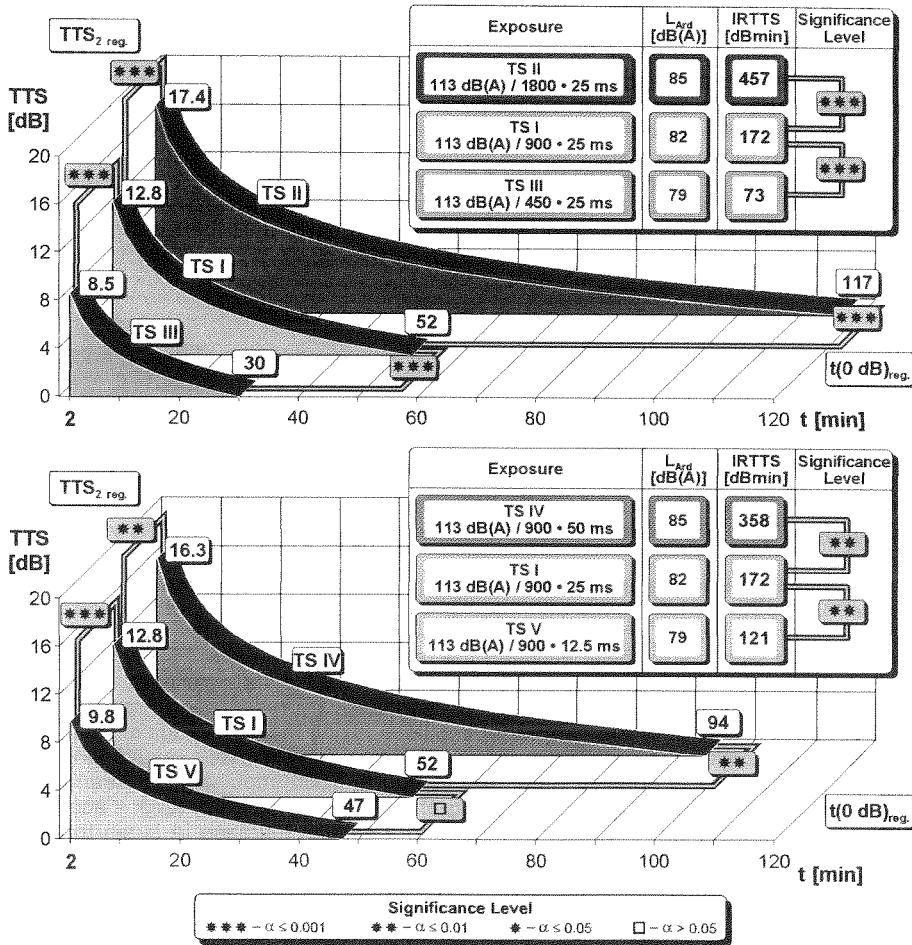 TTS2 reg.
Exposure
LArd [dB(A)]
IRTTS [dBmin]
Significance Level
TS II
113 dB(A) / 1800 • 25 ms
85
457
✷✷✷
TS I
113 dB(A) / 900 • 25 ms
82
172
✷✷✷
TS III
113 dB(A) / 450 • 25 ms
79
73
TTS [dB]
20
16
12
8
4
0
✷✷✷
17.4
TS II
✷✷✷
12.8
TS I
8.5
TS III
30
52
117
✷✷✷
✷✷✷
t(0 dB)reg.
2
20
40
60
80
100
120
t [min]
TTS2 reg.
Exposure
LArd [dB(A)]
IRTTS [dBmin]
Significance Level
TS IV
113 dB(A) / 900 • 50 ms
85
358
✷✷
TS I
113 dB(A) / 900 • 25 ms
82
172
✷✷
TS V
113 dB(A) / 900 • 12.5 ms
79
121
TTS [dB]
20
16
12
8
4
0
✷✷
16.3
TS IV
✷✷✷
12.8
TS I
9.8
TS V
47
52
94
✷✷
□
t(0 dB)reg.
2
20
40
60
80
100
120
t [min]
Significance Level
✷✷✷ – α ≤ 0.001 ✷✷ – α ≤ 0.01 ✷ – α ≤ 0.05 □ – α > 0.05